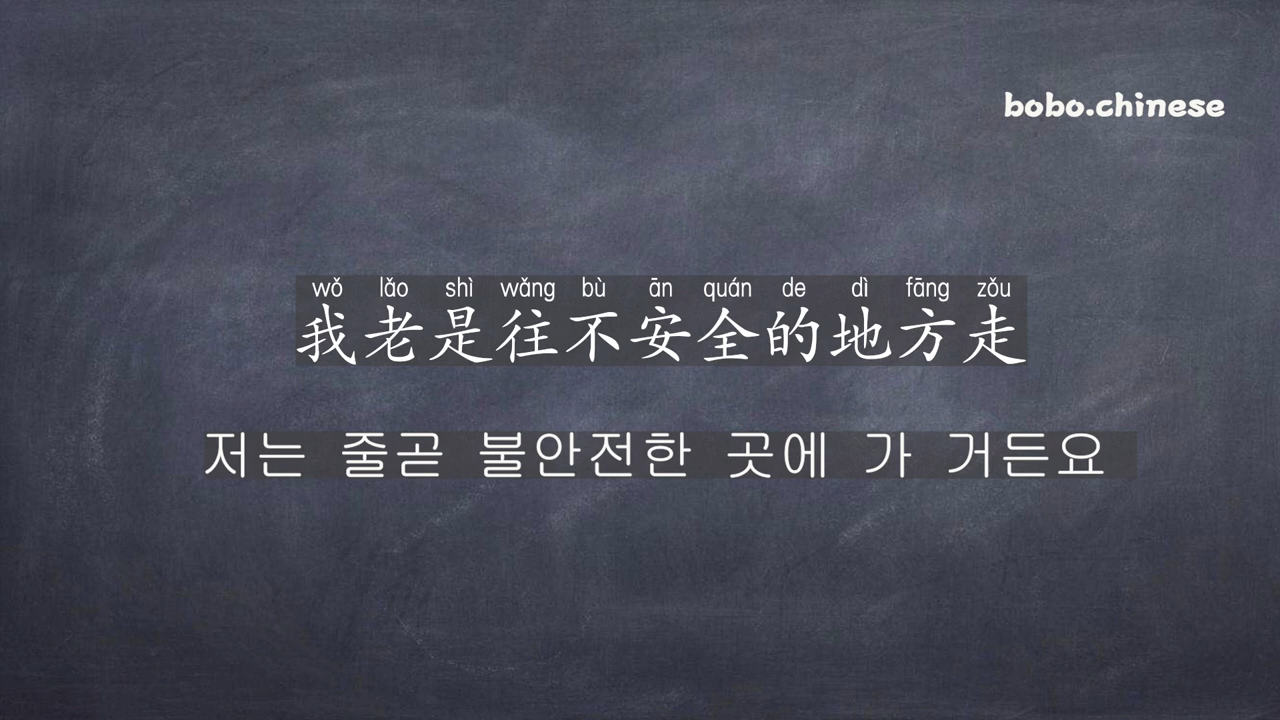 bobo.chinese
wǒ lǎo shì wǎng bù ān quán de dì fāng zǒu
我老是往不安全的地方走
저는 줄곧 불안전한 곳에 가 거든요